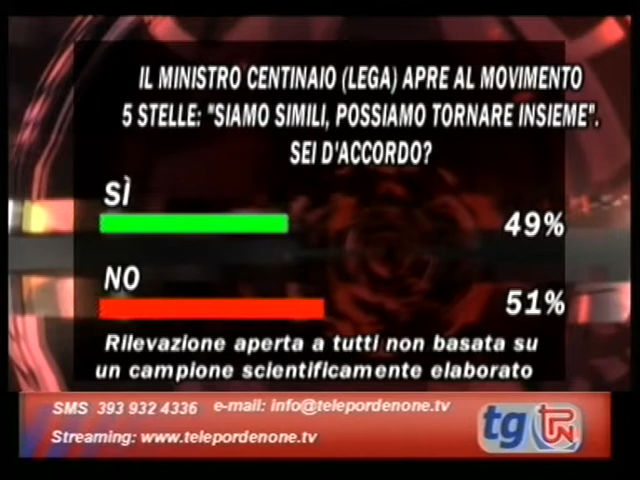 IL MINISTRO CENTINAIO (LEGA) APRE AL MOVIMENTO
5 STELLE: "SIAMO SIMILI, POSSIAMO TORNARE INSIEME".
SEI D'ACCORDO?
SÌ
49%
NO
51%
Rilevazione aperta a tutti non basata su
un campione scientificamente elaborato
SMS 393 932 4336 e-mail: info@telepordenone.tv
Streaming: www.telepordenone.tv
tg TPN